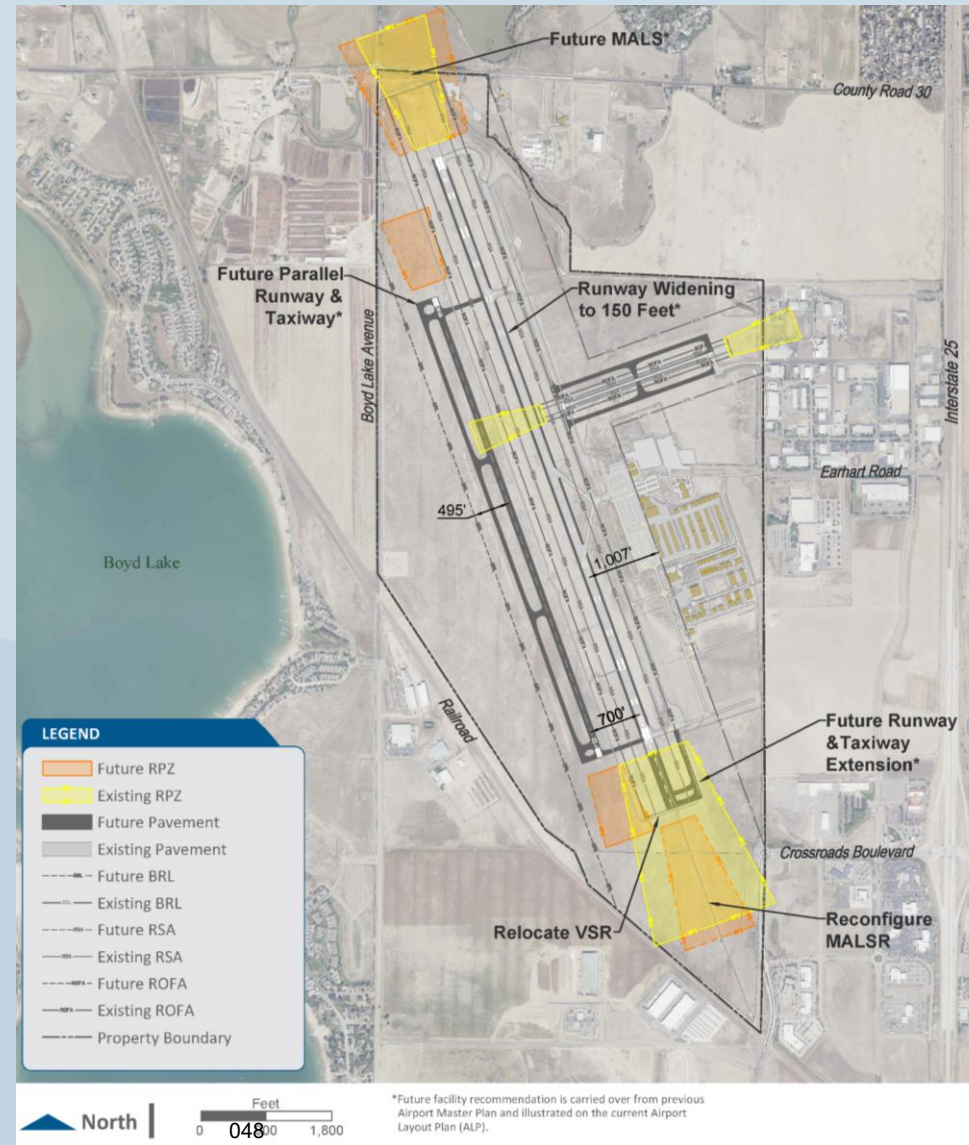 Future MALS*
County Road 30
Future Parallel
Runway &
Taxiway*
Runway Widening
to 150 Feet*
Boyd Lake Avenue
Interstate 25
Earhart Road
495'
1,007'
Boyd Lake
Railroad
700'
Future Runway
&Taxiway
Extension*
Crossroads Boulevard
Relocate VSR
Reconfigure
MALSR
LEGEND
Future RPZ
Existing RPZ
Future Pavement
Existing Pavement
Future BRL
Existing BRL
Future RSA
Existing RSA
Future ROFA
Existing ROFA
Property Boundary
North
Feet
0 1,800
048
*Future facility recommendation is carried over from previous
Airport Master Plan and illustrated on the current Airport
Layout Plan (ALP).